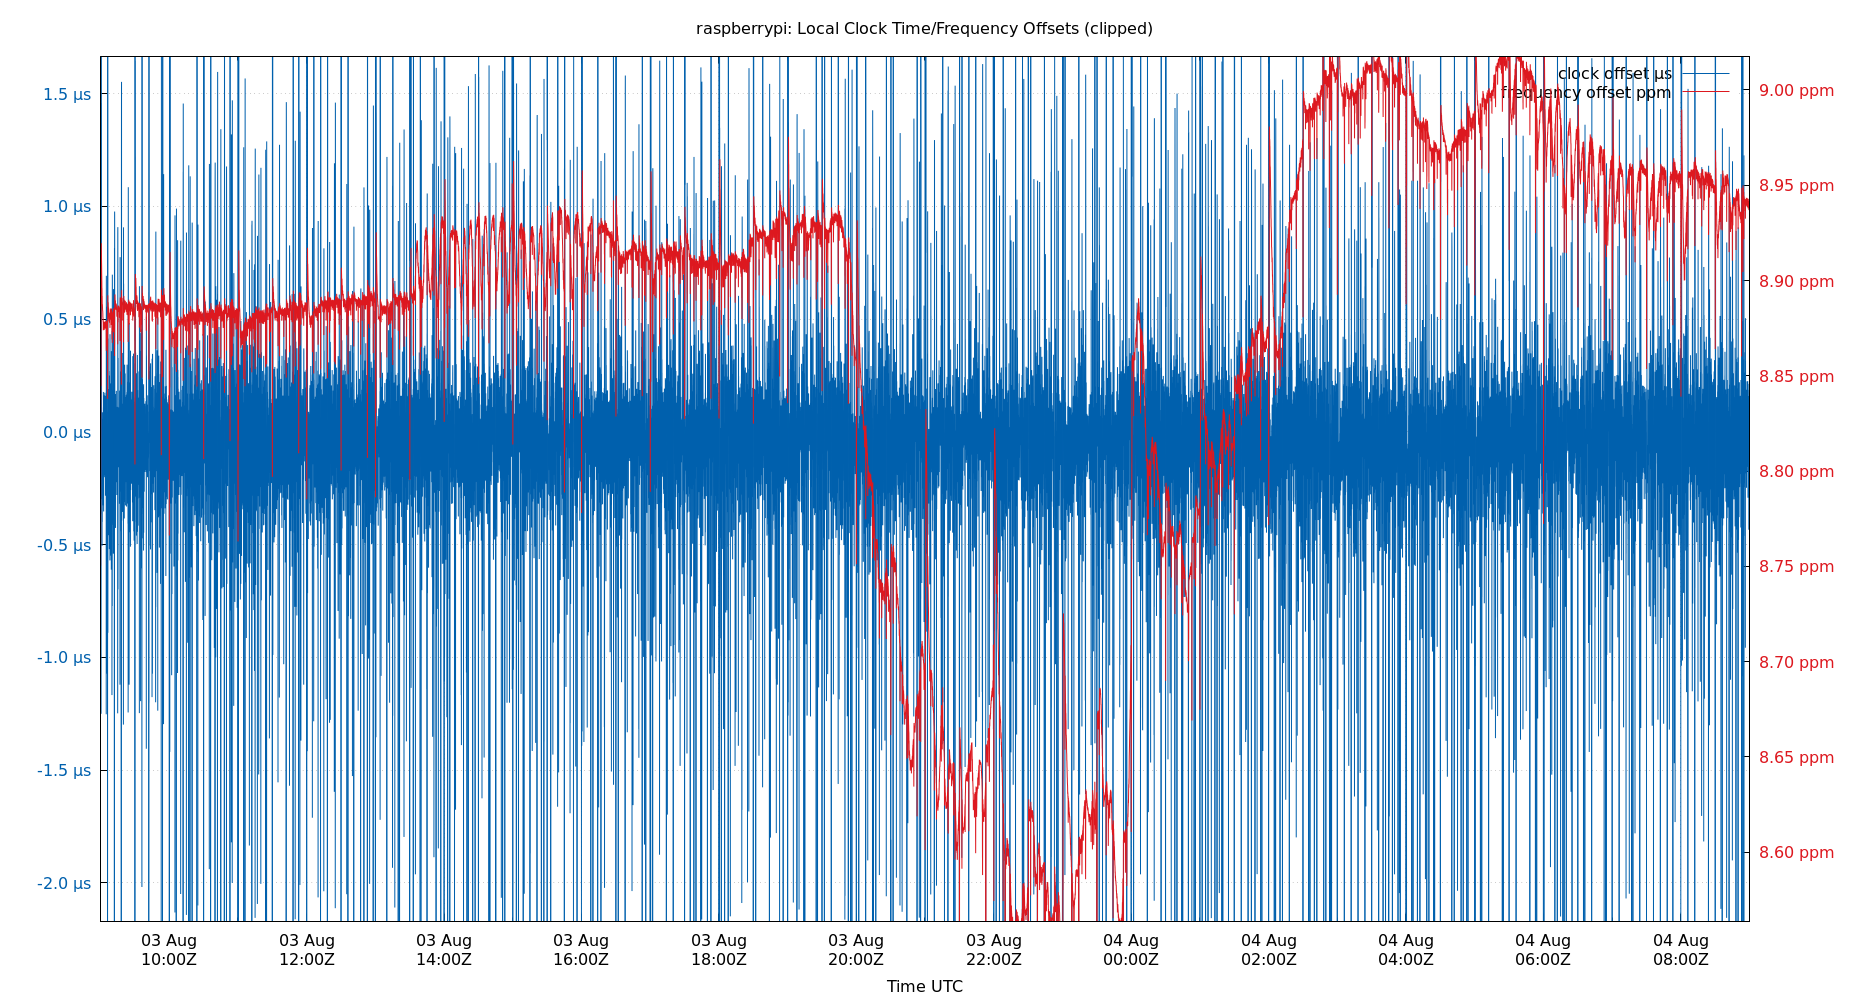 raspberrypi: Local Clock Time/Frequency Offsets (clipped)
clock offset µs
frequency offset ppm
1.5 µs
1.0 µs
0.5 µs
0.0 µs
-0.5 µs
-1.0 µs
-1.5 µs
-2.0 µs
9.00 ppm
8.95 ppm
8.90 ppm
8.85 ppm
8.80 ppm
8.75 ppm
8.70 ppm
8.65 ppm
8.60 ppm
03 Aug 03 Aug 03 Aug 03 Aug 03 Aug 03 Aug 03 Aug 04 Aug 04 Aug 04 Aug 04 Aug 04 Aug
10:00Z 12:00Z 14:00Z 16:00Z 18:00Z 20:00Z 22:00Z 00:00Z 02:00Z 04:00Z 06:00Z 08:00Z
Time UTC